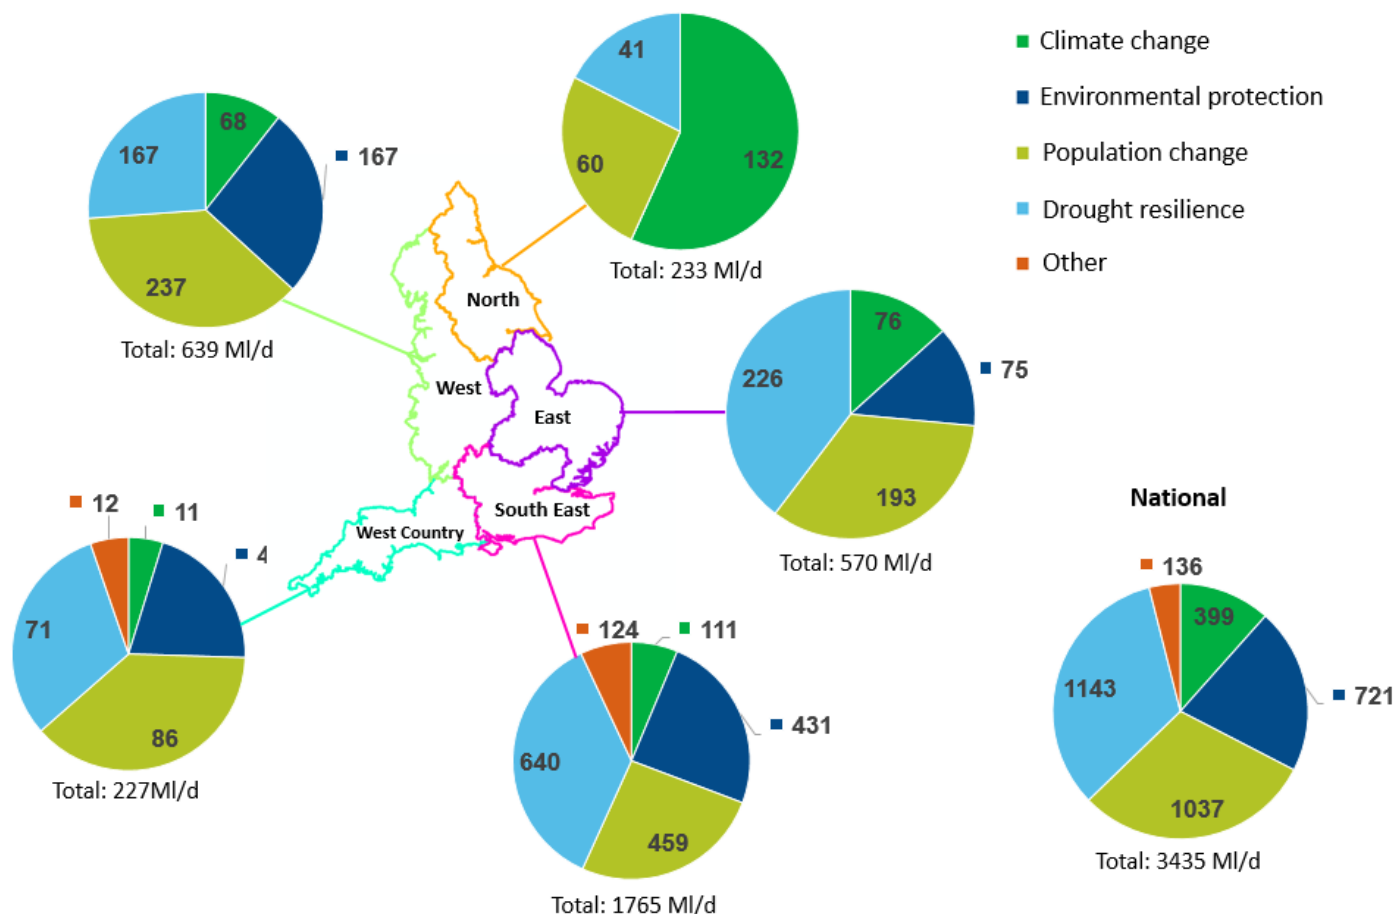 Climate change
Environmental protection
Population change
Drought resilience
Other
41
60
132
Total: 233 Ml/d
68
167
167
237
Total: 639 Ml/d
North
West
East
South East
West Country
76
75
226
193
Total: 570 Ml/d
12
11
4
71
86
Total: 227Ml/d
124
111
431
640
459
Total: 1765 Ml/d
National
136
399
721
1143
1037
Total: 3435 Ml/d